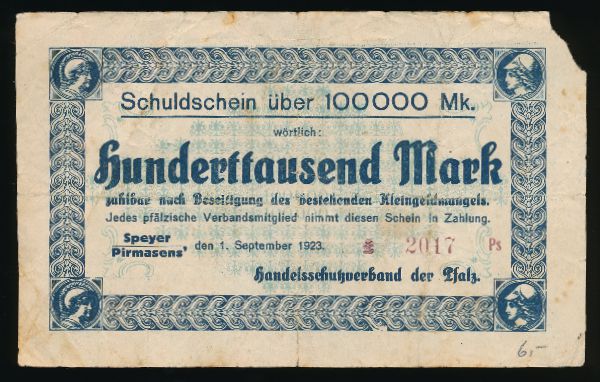 Schuldschein über 100000 Mk.
wörtlich:
Hunderttausend Mark
zahlbar nach Beseitigung des bestehenden Kleingeldmangels.
Jedes pfälzische Verbandsmitglied nimmt diesen Schein in Zahlung.
Speyer
Pirmasens, den 1. September 1923. 2017 Ps
Handelsschutzverband der Pfalz.
6,-